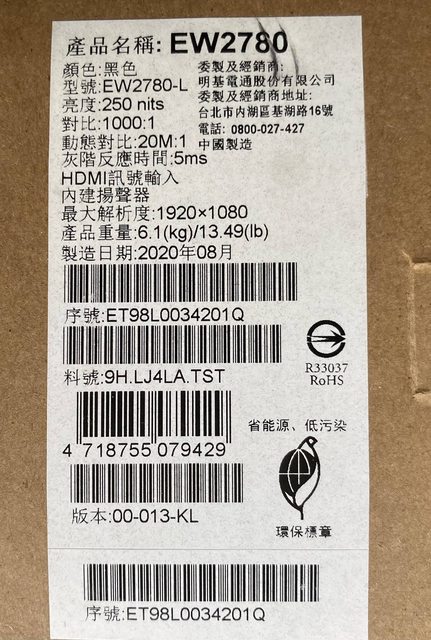 產品名稱: EW2780
顏色:黑色
型號:EW2780-L
亮度:250 nits
對比:1000:1
動態對比:20M:1
灰階反應時間:5ms
HDMI訊號輸入
內建揚聲器
最大解析度:1920×1080
產品重量:6.1(kg)/13.49(lb)
製造日期:2020年08月
委製及經銷商:
明基電通股份有限公司
委製及經銷商地址:
台北市內湖區基湖路16號
電話: 0800-027-427
中國製造
序號:ET98L0034201Q
料號:9H.LJ4LA.TST
4 718755 079429
版本:00-013-KL
R33037
RoHS
省能源、低污染
環保標章
序號:ET98L0034201Q